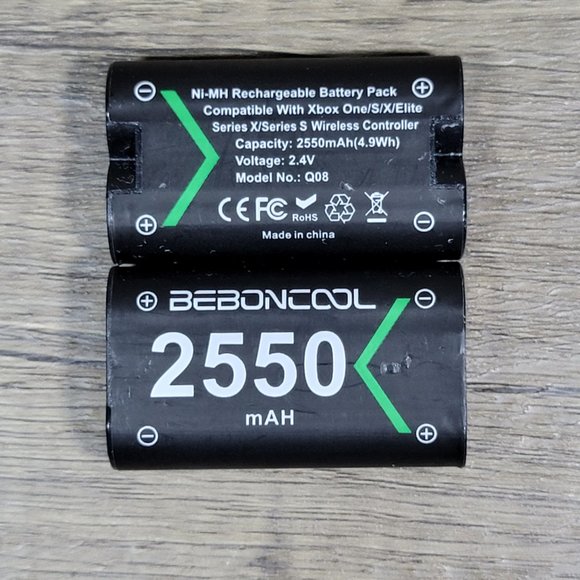 Ni-MH Rechargeable Battery Pack
Compatible With Xbox One/S/X/Elite
Series X/Series S Wireless Controller
Capacity: 2550mAh(4.9Wh)
Voltage: 2.4V
Model No.: Q08
CE FC RoHS
Made in china
BEBONCOOL
2550
mAH